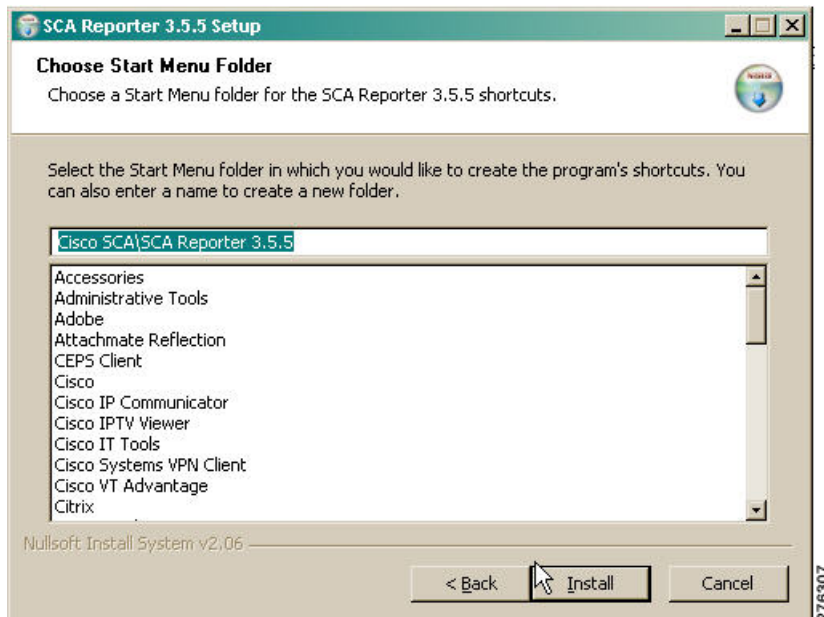 SCA Reporter 3.5.5 Setup
Choose Start Menu Folder
Choose a Start Menu folder for the SCA Reporter 3.5.5 shortcuts.
Select the Start Menu folder in which you would like to create the program's shortcuts. You
can also enter a name to create a new folder.
Cisco SCA\SCA Reporter 3.5.5
Accessories
Administrative Tools
Adobe
Attachmate Reflection
CEPS Client
Cisco
Cisco IP Communicator
Cisco IPTV Viewer
Cisco IT Tools
Cisco Systems VPN Client
Cisco VT Advantage
Citrix
Nullsoft Install System v2.06
< Back
Install
Cancel
276307